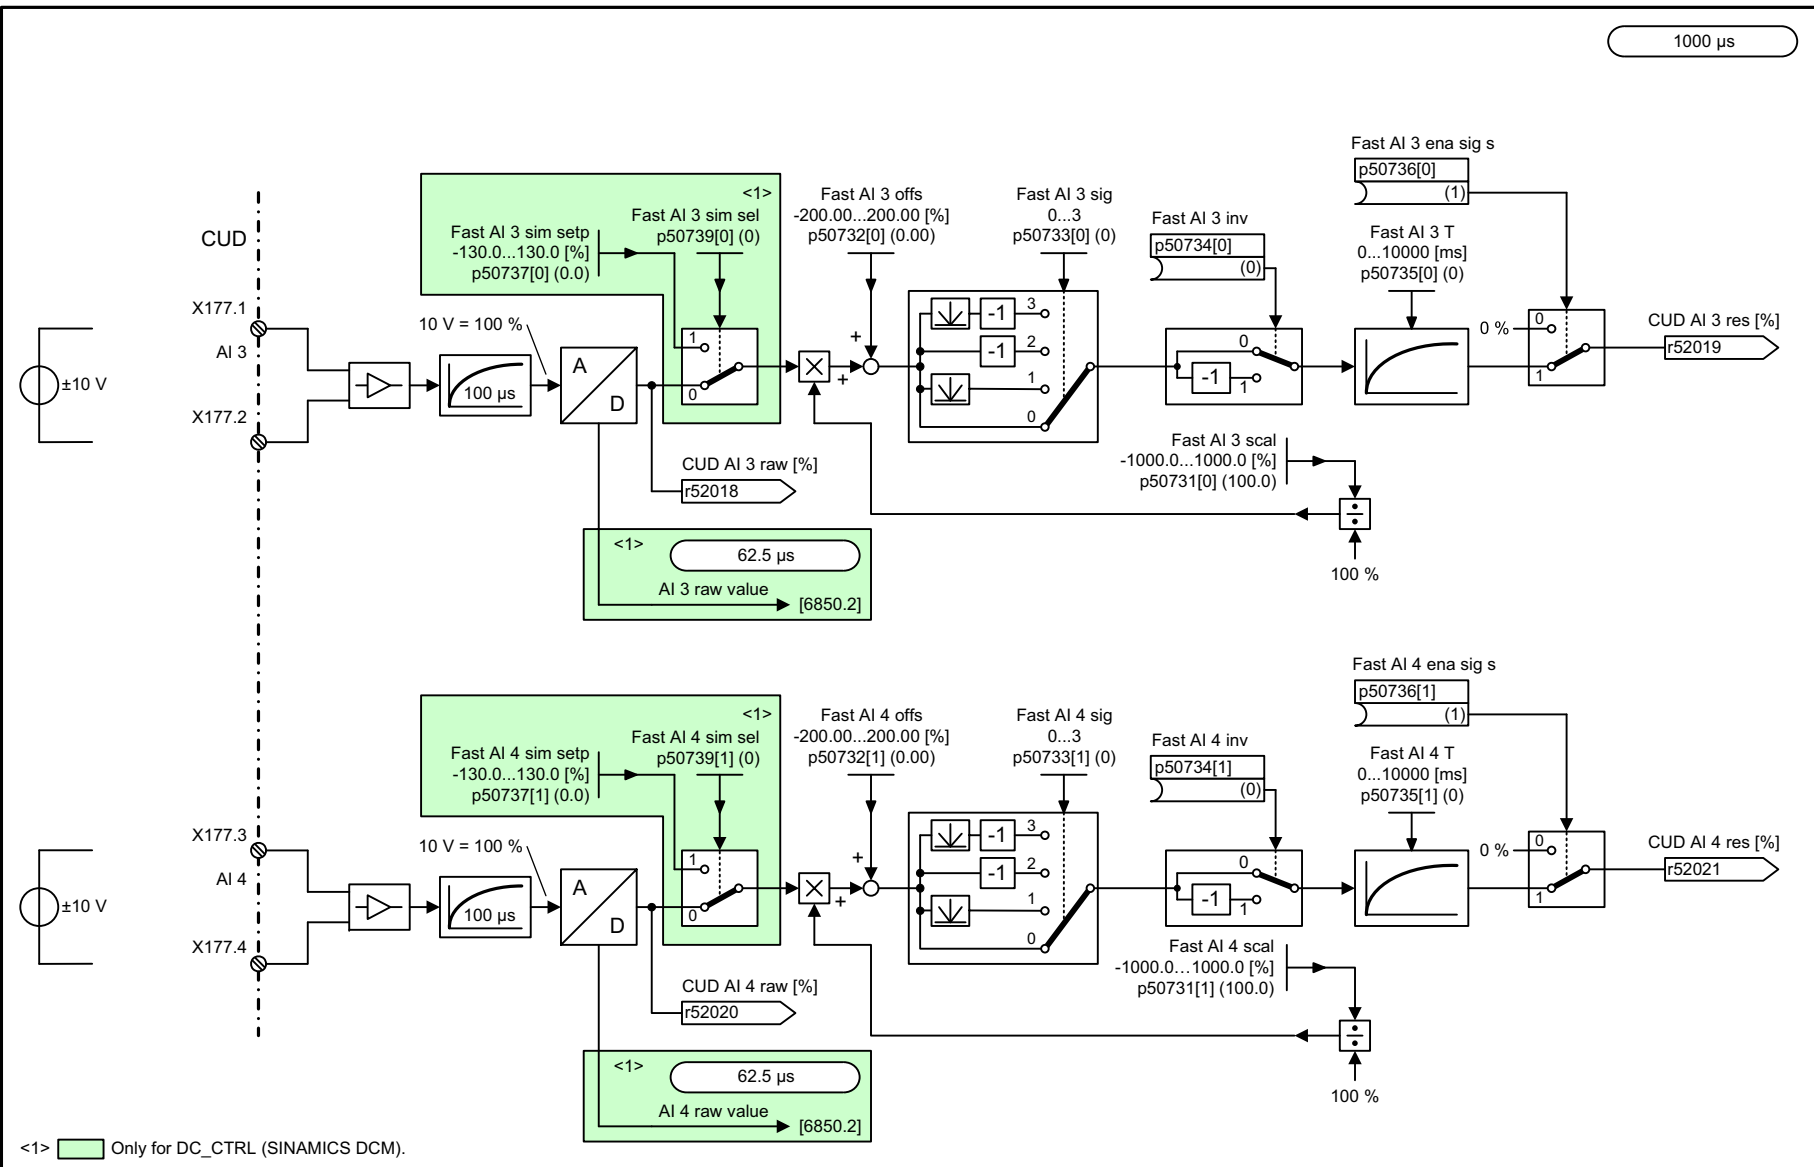 1000 µs
Fast AI 3 ena sig s
p50736[0]
(1)
<1>
Fast AI 3 sim setp
-130.0...130.0 [%]
p50737[0] (0.0)
Fast AI 3 sim sel
p50739[0] (0)
Fast AI 3 offs
-200.00...200.00 [%]
p50732[0] (0.00)
Fast AI 3 sig
0...3
p50733[0] (0)
Fast AI 3 inv
p50734[0]
(0)
Fast AI 3 T
0...10000 [ms]
p50735[0] (0)
CUD
X177.1
AI 3
X177.2
±10 V
10 V = 100 %
100 µs
A
D
1
0
+
+
3
-1
2
-1
1
0
0
-1
1
0 %
0
1
CUD AI 3 res [%]
r52019
CUD AI 3 raw [%]
r52018
Fast AI 3 scal
-1000.0...1000.0 [%]
p50731[0] (100.0)
100 %
<1>
62.5 µs
AI 3 raw value
[6850.2]
Fast AI 4 ena sig s
p50736[1]
(1)
<1>
Fast AI 4 sim setp
-130.0...130.0 [%]
p50737[1] (0.0)
Fast AI 4 sim sel
p50739[1] (0)
Fast AI 4 offs
-200.00...200.00 [%]
p50732[1] (0.00)
Fast AI 4 sig
0...3
p50733[1] (0)
Fast AI 4 inv
p50734[1]
(0)
Fast AI 4 T
0...10000 [ms]
p50735[1] (0)
X177.3
AI 4
X177.4
±10 V
10 V = 100 %
100 µs
A
D
1
0
+
+
3
-1
2
-1
1
0
0
-1
1
0 %
0
1
CUD AI 4 res [%]
r52021
CUD AI 4 raw [%]
r52020
Fast AI 4 scal
-1000.0...1000.0 [%]
p50731[1] (100.0)
100 %
<1>
62.5 µs
AI 4 raw value
[6850.2]
<1> Only for DC_CTRL (SINAMICS DCM).